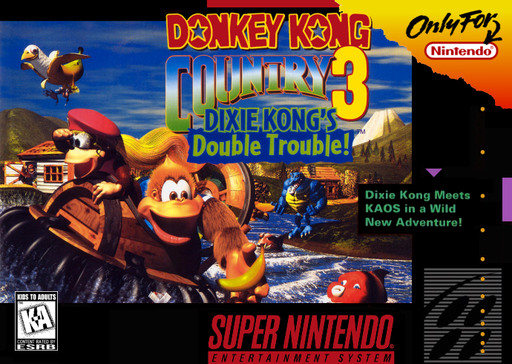 DONKEY KONG
COUNTRY 3
DIXIE KONG'S
Double Trouble!
TM
Only For
Nintendo
Dixie Kong Meets
KAOS in a Wild
New Adventure!
KIDS TO ADULTS
KA
CONTENT RATED BY
ESRB
SUPER NINTENDO
ENTERTAINMENT SYSTEM